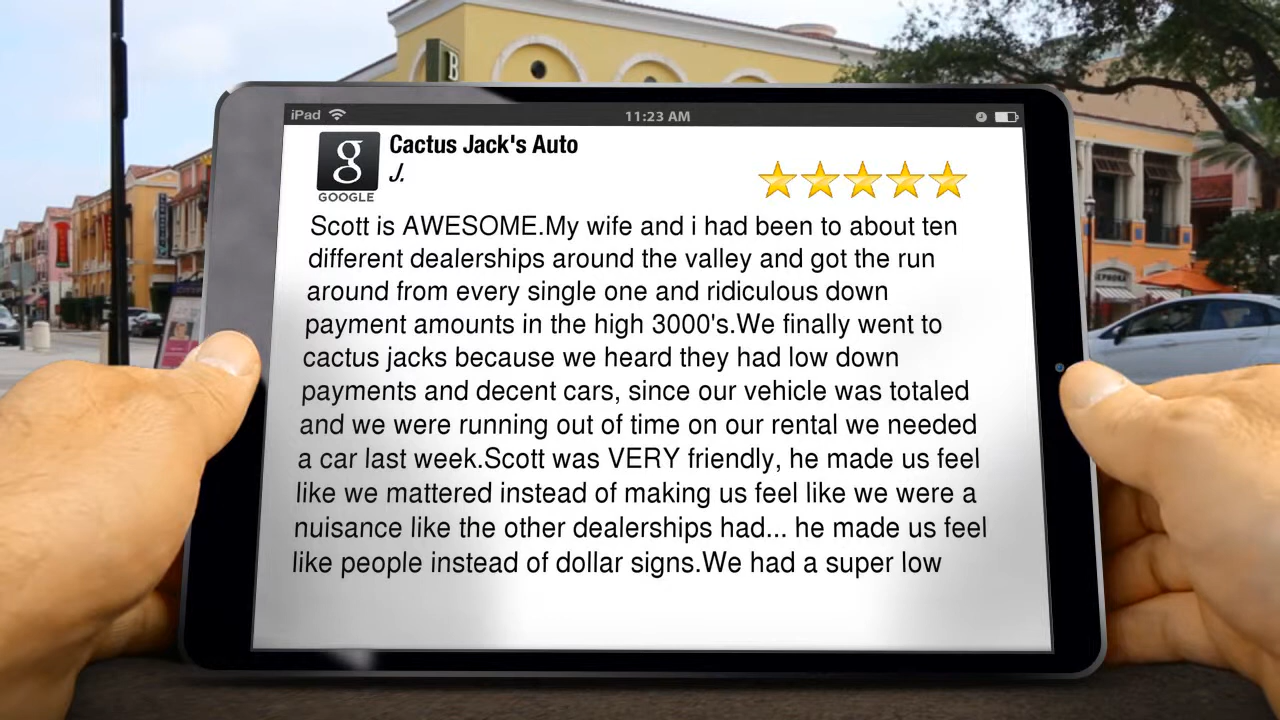 B
iPad
11:23 AM
g
GOOGLE
Cactus Jack's Auto
J.
Scott is AWESOME.My wife and i had been to about ten
different dealerships around the valley and got the run
around from every single one and ridiculous down
payment amounts in the high 3000's.We finally went to
cactus jacks because we heard they had low down
payments and decent cars, since our vehicle was totaled
and we were running out of time on our rental we needed
a car last week.Scott was VERY friendly, he made us feel
like we mattered instead of making us feel like we were a
nuisance like the other dealerships had... he made us feel
like people instead of dollar signs.We had a super low
SEPHORA